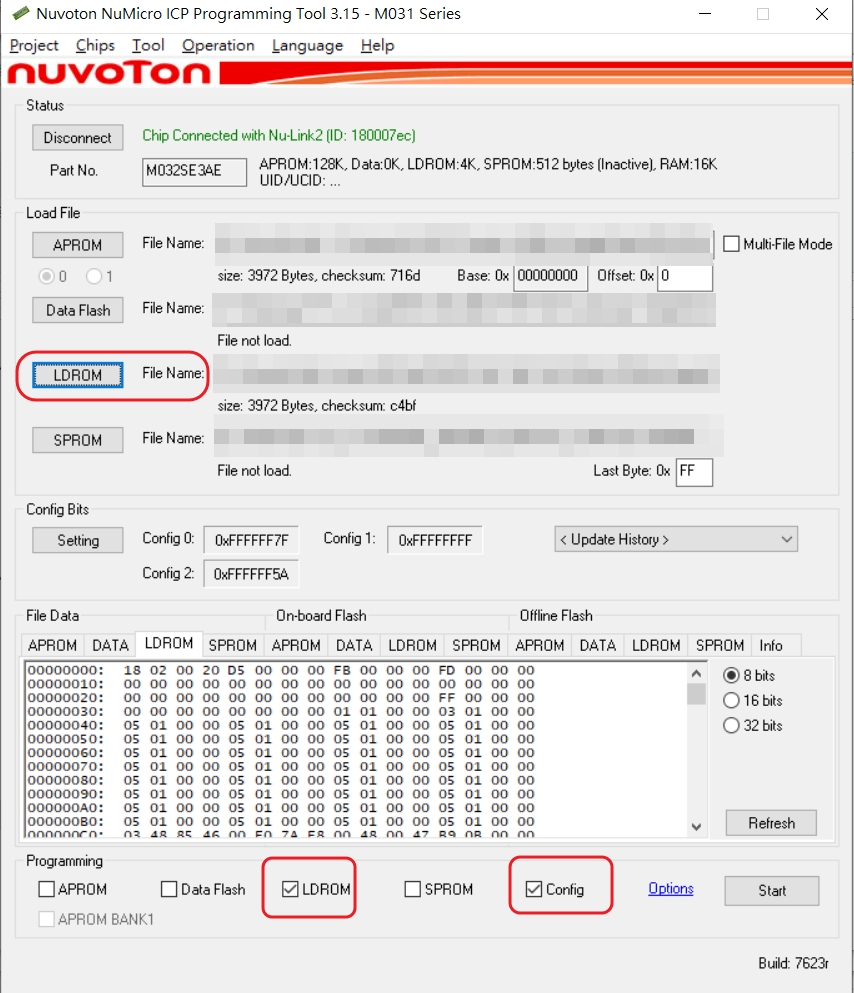 Nuvoton NuMicro ICP Programming Tool 3.15 - M031 Series
Project Chips Tool Operation Language Help
nuvoTon
Status
Disconnect Chip Connected with Nu-Link2 (ID: 180007ec)
Part No. M032SE3AE APROM:128K, Data:0K, LDROM:4K, SPROM:512 bytes (Inactive), RAM:16K
UID/UCID: ...
Load File
APROM File Name: Multi-File Mode
0 1 size: 3972 Bytes, checksum: 716d Base: 0x 00000000 Offset: 0x 0
Data Flash File Name:
File not load.
LDROM File Name:
size: 3972 Bytes, checksum: c4bf
SPROM File Name:
File not load. Last Byte: 0x FF
Config Bits
Setting Config 0: 0xFFFFFF7F Config 1: 0xFFFFFFFF < Update History >
Config 2: 0xFFFFFF5A
File Data On-board Flash Offline Flash
APROM DATA LDROM SPROM APROM DATA LDROM SPROM APROM DATA LDROM SPROM Info
00000000: 18 02 00 20 D5 00 00 00 FB 00 00 00 FD 00 00 00 8 bits
00000010: 00 00 00 00 00 00 00 00 00 00 00 00 00 00 00 00
00000020: 00 00 00 00 00 00 00 00 00 00 00 00 FF 00 00 00 16 bits
00000030: 00 00 00 00 00 00 00 00 01 01 00 00 03 01 00 00
00000040: 05 01 00 00 05 01 00 00 05 01 00 00 05 01 00 00 32 bits
00000050: 05 01 00 00 05 01 00 00 05 01 00 00 05 01 00 00
00000060: 05 01 00 00 05 01 00 00 05 01 00 00 05 01 00 00
00000070: 05 01 00 00 05 01 00 00 05 01 00 00 05 01 00 00
00000080: 05 01 00 00 05 01 00 00 05 01 00 00 05 01 00 00
00000090: 05 01 00 00 05 01 00 00 05 01 00 00 05 01 00 00
000000A0: 05 01 00 00 05 01 00 00 05 01 00 00 05 01 00 00
000000B0: 05 01 00 00 05 01 00 00 05 01 00 00 05 01 00 00 Refresh
000000C0: 03 48 85 46 00 F0 7A F8 00 48 00 47 B9 0B 00 00
Programming
APROM Data Flash LDROM SPROM Config Options Start
APROM BANK1
Build: 7623r